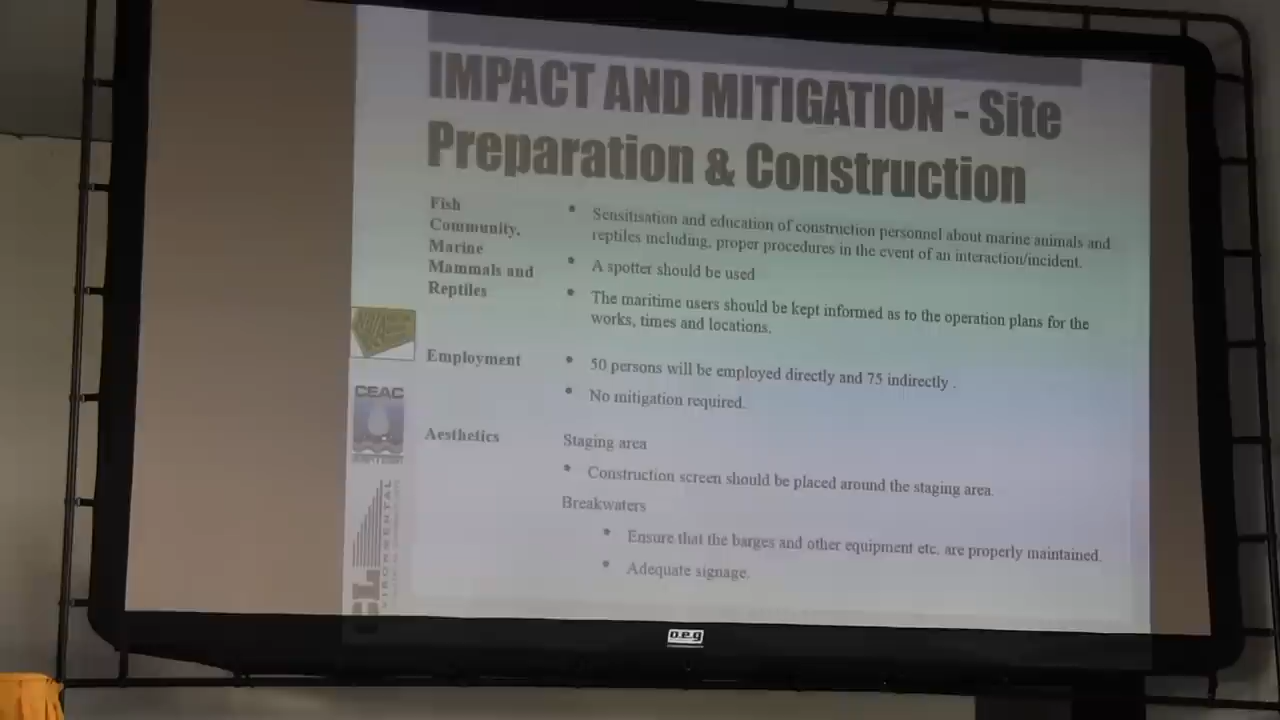 IMPACT AND MITIGATION - Site
Preparation & Construction
Fish
Community,
Marine
Mammals and
Reptiles
• Sensitisation and education of construction personnel about marine animals and
reptiles including, proper procedures in the event of an interaction/incident.
• A spotter should be used
• The maritime users should be kept informed as to the operation plans for the
works, times and locations.
Employment
• 50 persons will be employed directly and 75 indirectly .
• No mitigation required.
Aesthetics
Staging area
• Construction screen should be placed around the staging area.
Breakwaters
• Ensure that the barges and other equipment etc. are properly maintained.
• Adequate signage.
CEAC
CL
o.e.g